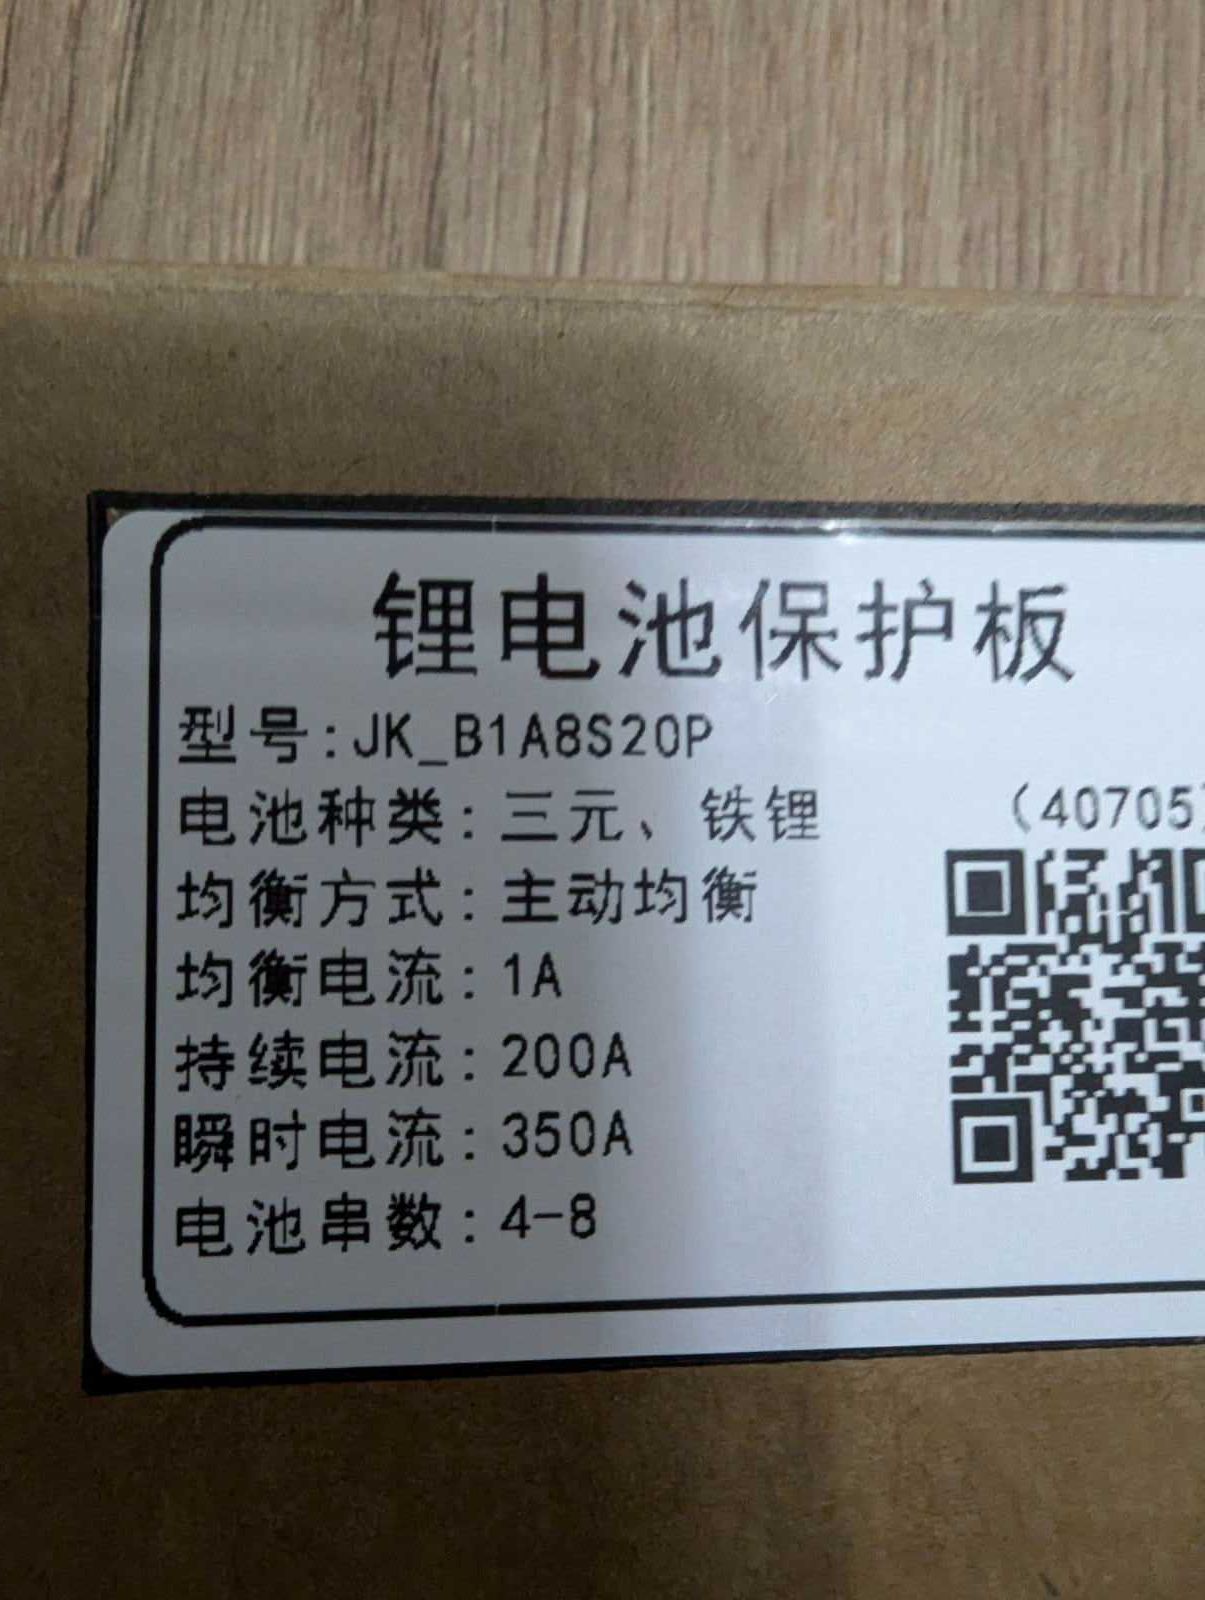 锂电池保护板
型号:JK_B1A8S20P
电池种类:三元、铁锂
(40705)
均衡方式:主动均衡
均衡电流:1A
持续电流:200A
瞬时电流:350A
电池串数:4-8